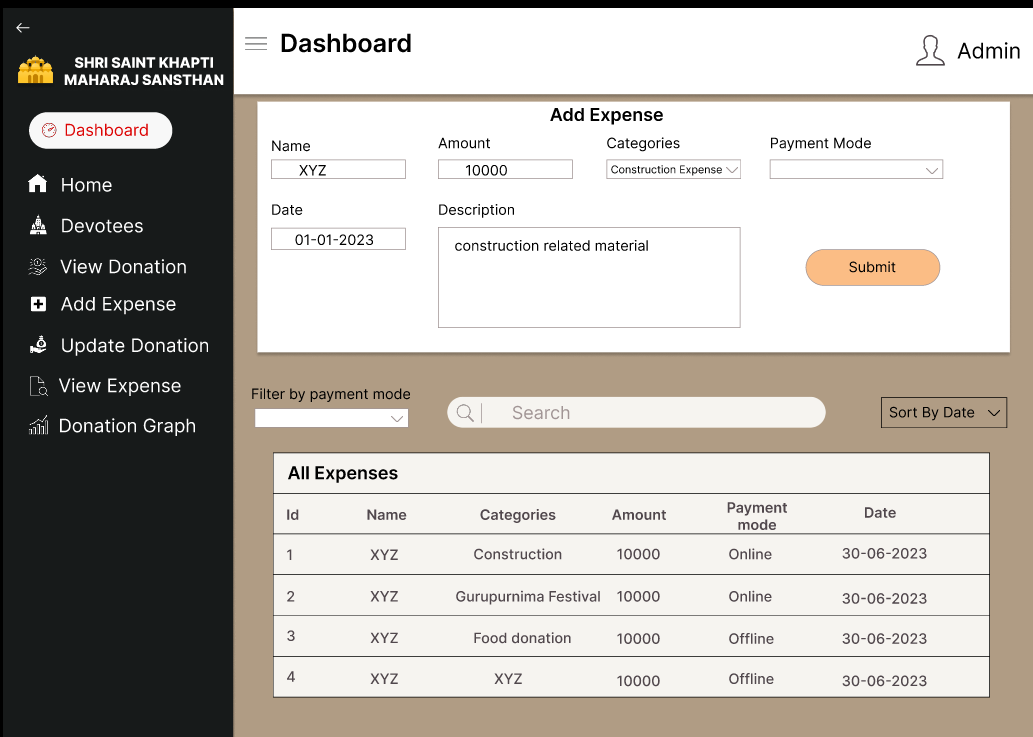 SHRI SAINT KHAPTI
MAHARAJ SANSTHAN
Dashboard
Home
Devotees
View Donation
Add Expense
Update Donation
View Expense
Donation Graph
Dashboard
Admin
Add Expense
Name
Amount
Categories
Payment Mode
XYZ
10000
Construction Expense
Date
Description
01-01-2023
construction related material
Submit
Filter by payment mode
Search
Sort By Date
All Expenses
Id Name Categories Amount Payment mode Date
1 XYZ Construction 10000 Online 30-06-2023
2 XYZ Gurupurnima Festival 10000 Online 30-06-2023
3 XYZ Food donation 10000 Offline 30-06-2023
4 XYZ XYZ 10000 Offline 30-06-2023